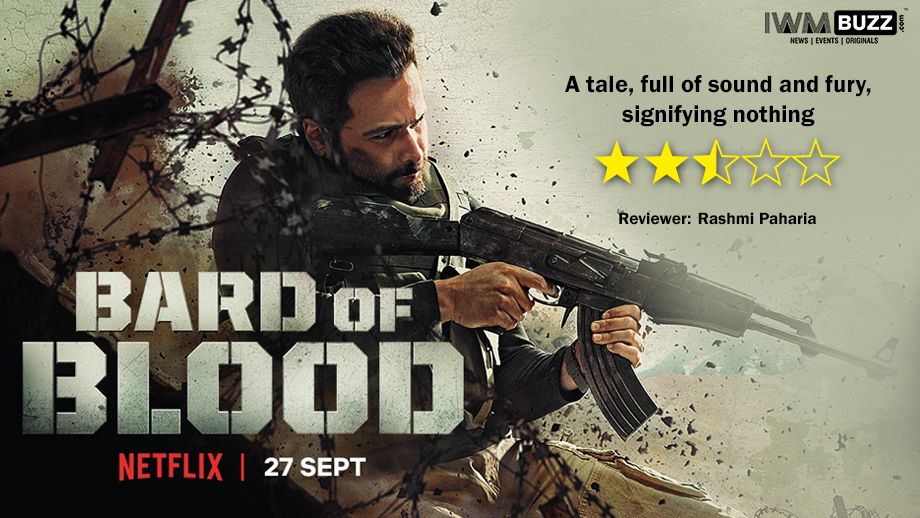 IWMBUZZ.com
NEWS | EVENTS | ORIGINALS
A tale, full of sound and fury,
signifying nothing
Reviewer: Rashmi Paharia
BARD OF
BLOOD
NETFLIX | 27 SEPT